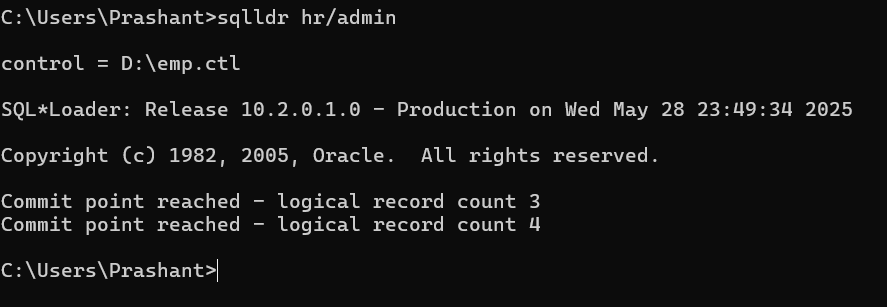 C:\Users\Prashant>sqlldr hr/admin
control = D:\emp.ctl
SQL*Loader: Release 10.2.0.1.0 - Production on Wed May 28 23:49:34 2025
Copyright (c) 1982, 2005, Oracle.  All rights reserved.
Commit point reached - logical record count 3
Commit point reached - logical record count 4
C:\Users\Prashant>